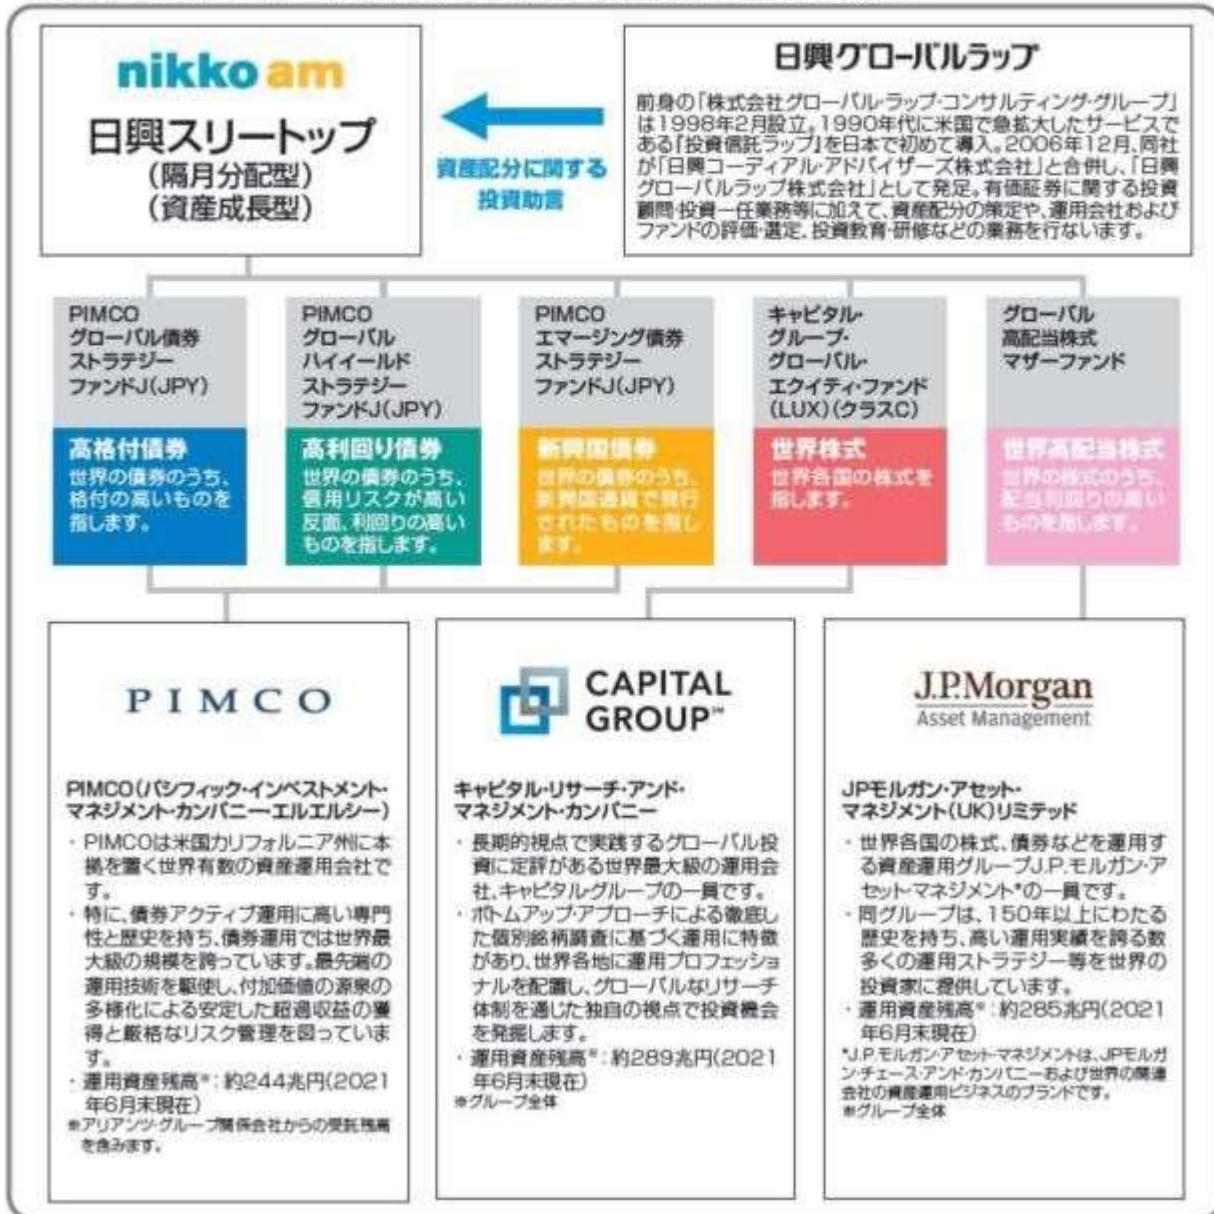 nikko am
日興スリートップ
(隔月分配型)
(資産成長型)
資産配分に関する
投資助言
日興グローバルラップ
前身の「株式会社グローバル・ラップ・コンサルティング・グループ」
は1998年2月設立。1990年代に米国で急拡大したサービスで
ある『投資信託ラップ』を日本で初めて導入。2006年12月、同社
が「日興コーディアル・アドバイザーズ株式会社」と合併し、「日興
グローバルラップ株式会社」として発足。有価証券に関する投資
顧問・投資一任業務等に加えて、資産配分の策定や、運用会社および
ファンドの評価・選定、投資教育・研修などの業務を行ないます。
PIMCO
グローバル債券
ストラテジー
ファンドJ(JPY)
高格付債券
世界の債券のうち、
格付の高いものを
指します。
PIMCO
グローバル
ハイイールド
ストラテジー
ファンドJ(JPY)
高利回り債券
世界の債券のうち、
信用リスクが高い
反面、利回りの高い
ものを指します。
PIMCO
エマージング債券
ストラテジー
ファンドJ(JPY)
新興国債券
世界の債券のうち、
新興国通貨で発行
されたものを指し
ます。
キャピタル・
グループ・
グローバル・
エクイティ・ファンド
(LUX)(クラスC)
世界株式
世界各国の株式を
指します。
グローバル
高配当株式
マザーファンド
世界高配当株式
世界の株式のうち、
配当利回りの高い
ものを指します。
PIMCO
PIMCO(パシフィック・インベストメント・
マネジメント・カンパニー・エルエルシー)
・PIMCOは米国カリフォルニア州に本
拠を置く世界有数の資産運用会社で
す。
・特に、債券アクティブ運用に高い専門
性と歴史を持ち、債券運用では世界最
大級の規模を誇っています。最先端の
運用技術を駆使し、付加価値の源泉の
多様化による安定した超過収益の獲
得と厳格なリスク管理を図っていま
す。
・運用資産残高※:約244兆円(2021
年6月末現在)
※アリアンツ・グループ関係会社からの受託残高
を含みます。
CAPITAL
GROUP℠
キャピタル・リサーチ・アンド・
マネジメント・カンパニー
・長期的視点で実践するグローバル投
資に定評がある世界最大級の運用会
社、キャピタル・グループの一員です。
・ボトムアップ・アプローチによる徹底し
た個別銘柄調査に基づく運用に特徴
があり、世界各地に運用プロフェッショ
ナルを配置し、グローバルなリサーチ
体制を通じた独自の視点で投資機会
を発掘します。
・運用資産残高※:約289兆円(2021
年6月末現在)
※グループ全体
J.P.Morgan
Asset Management
JPモルガン・アセット・
マネジメント(UK)リミテッド
・世界各国の株式、債券などを運用す
る資産運用グループJ.P.モルガン・ア
セット・マネジメント*の一員です。
・同グループは、150年以上にわたる
歴史を持ち、高い運用実績を誇る数
多くの運用ストラテジー等を世界の
投資家に提供しています。
・運用資産残高※:約285兆円(2021
年6月末現在)
*J.P.モルガン・アセット・マネジメントは、JPモルガ
ン・チェース・アンド・カンパニーおよび世界の関連
会社の資産運用ビジネスのブランドです。
※グループ全体